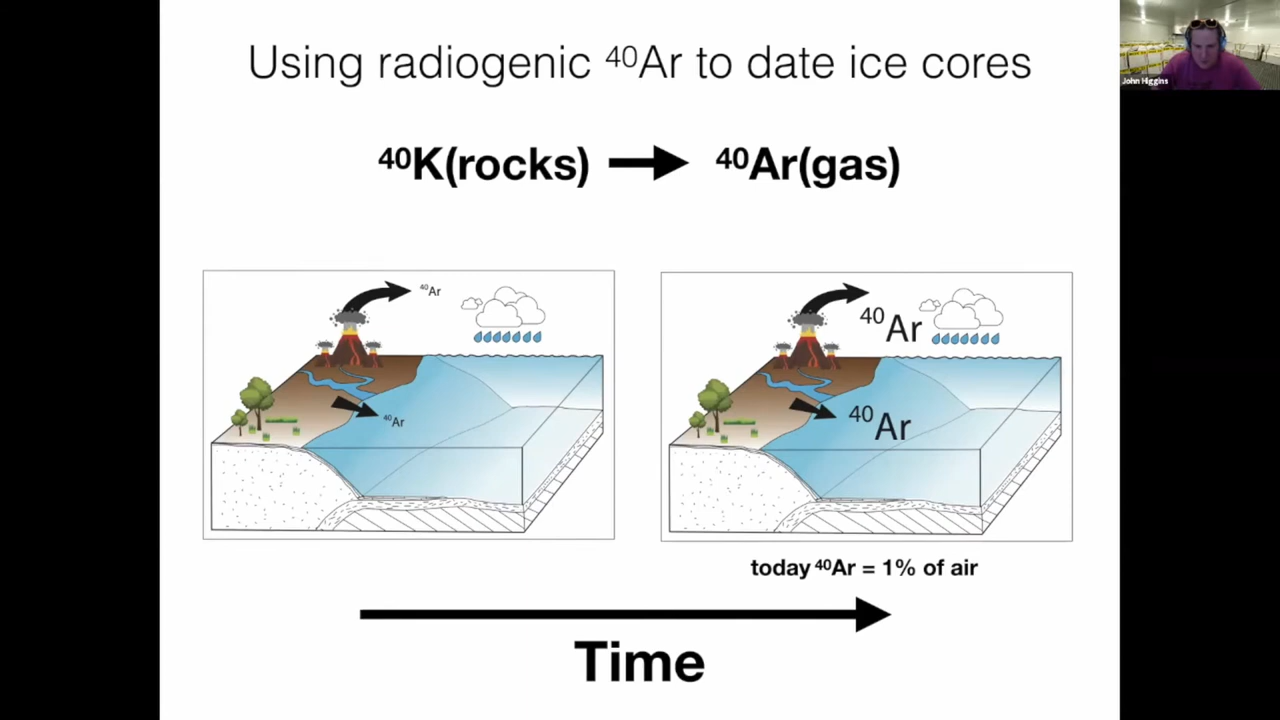 Using radiogenic ⁴⁰Ar to date ice cores
John Higgins
⁴⁰K(rocks) → ⁴⁰Ar(gas)
⁴⁰Ar
⁴⁰Ar
⁴⁰Ar
⁴⁰Ar
today ⁴⁰Ar = 1% of air
Time